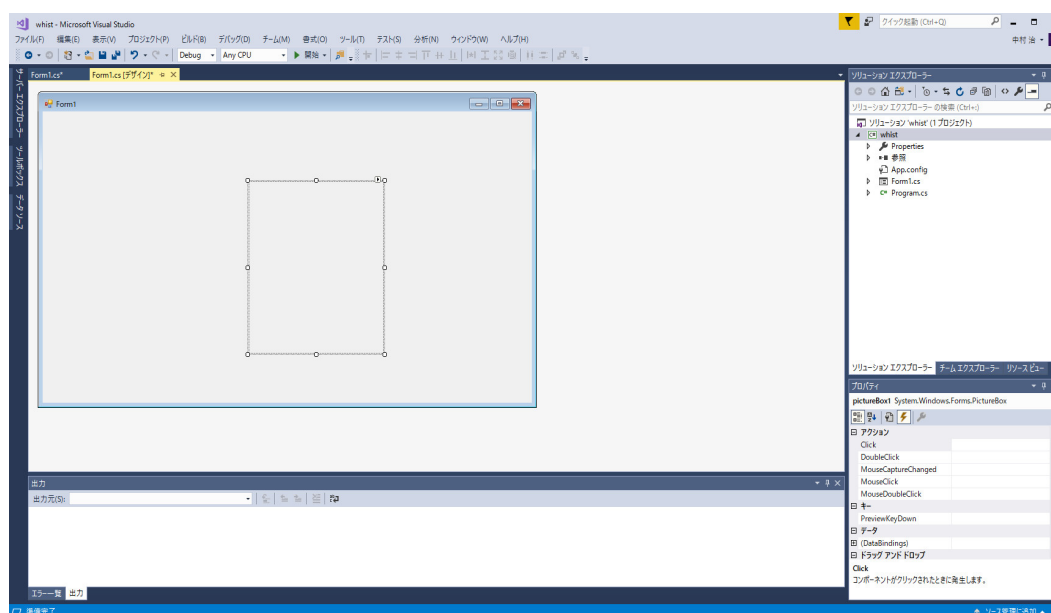 whist - Microsoft Visual Studio
クイック起動 (Ctrl+Q)
ファイル(F) 編集(E) 表示(V) プロジェクト(P) ビルド(B) デバッグ(D) チーム(M) 書式(O) ツール(T) テスト(S) 分析(N) ウィンドウ(W) ヘルプ(H)
中村 治
Debug Any CPU 開始
サーバー エクスプローラー
ツールボックス
データ ソース
Form1.cs* Form1.cs [デザイン]*
Form1
ソリューション エクスプローラー
ソリューション エクスプローラー の検索 (Ctrl+:)
ソリューション 'whist' (1 プロジェクト)
whist
Properties
参照
App.config
Form1.cs
Program.cs
ソリューション エクスプローラー チーム エクスプローラー リソース ビュー
プロパティ
pictureBox1 System.Windows.Forms.PictureBox
アクション
Click
DoubleClick
MouseCaptureChanged
MouseClick
MouseDoubleClick
キー
PreviewKeyDown
データ
(DataBindings)
ドラッグ アンド ドロップ
Click
コンポーネントがクリックされたときに発生します。
出力
出力元(S):
エラー一覧 出力
準備完了
ソース管理に追加